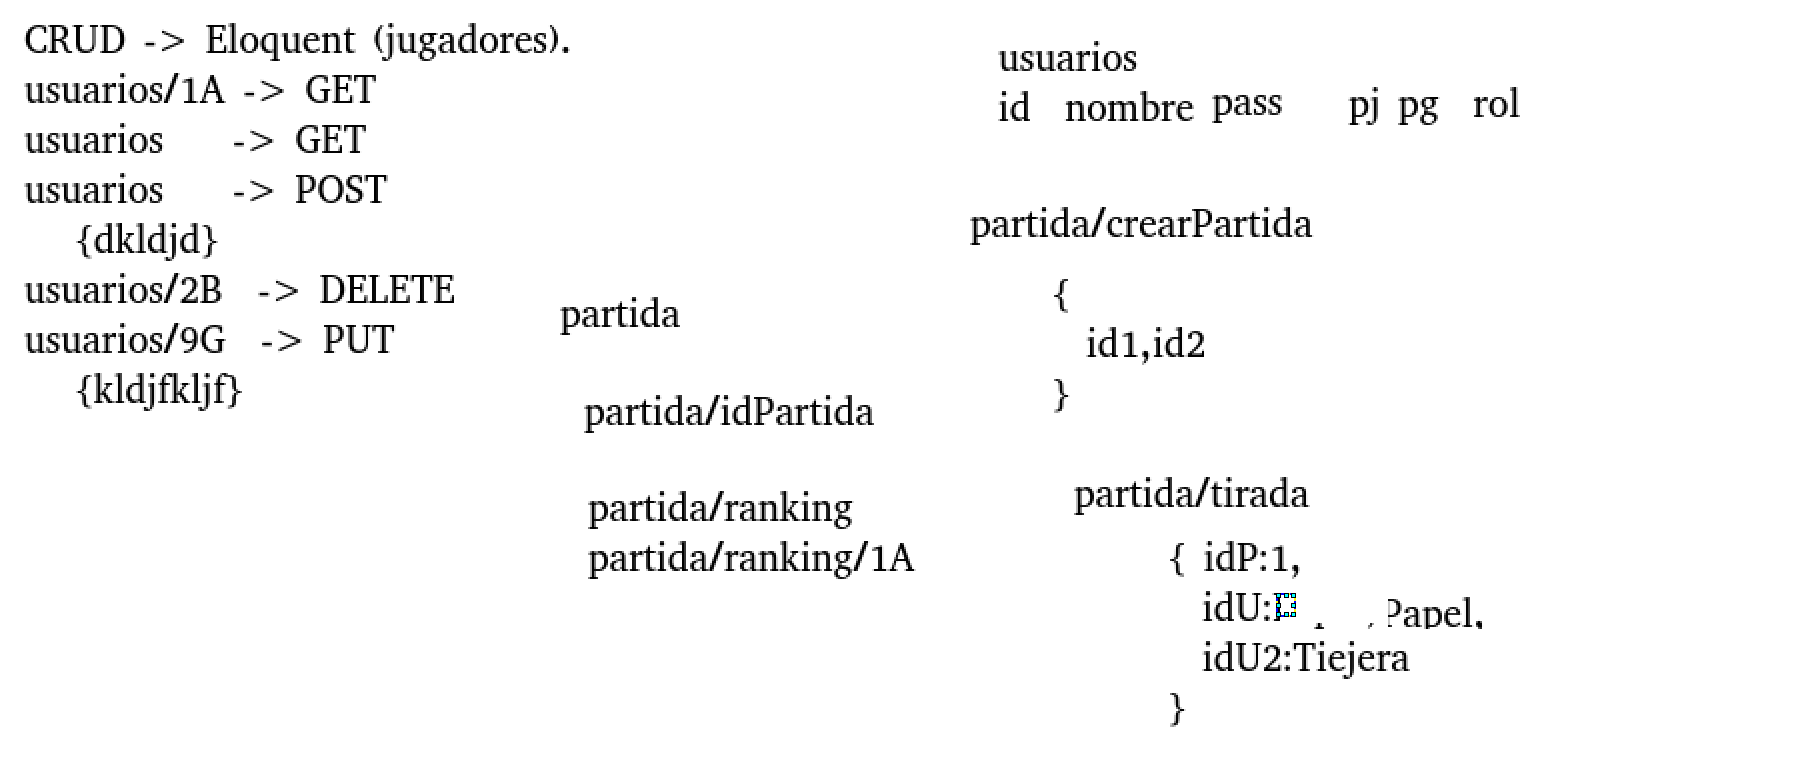 CRUD -> Eloquent (jugadores).
usuarios/1A -> GET
usuarios -> GET
usuarios -> POST
{dkldjd}
usuarios/2B -> DELETE
usuarios/9G -> PUT
{kldjfkljf}
partida
partida/idPartida
partida/ranking
partida/ranking/1A
usuarios
id nombre pass pj pg rol
partida/crearPartida
{
id1,id2
}
partida/tirada
{ idP:1,
idU: Papel,
idU2:Tiejera
}